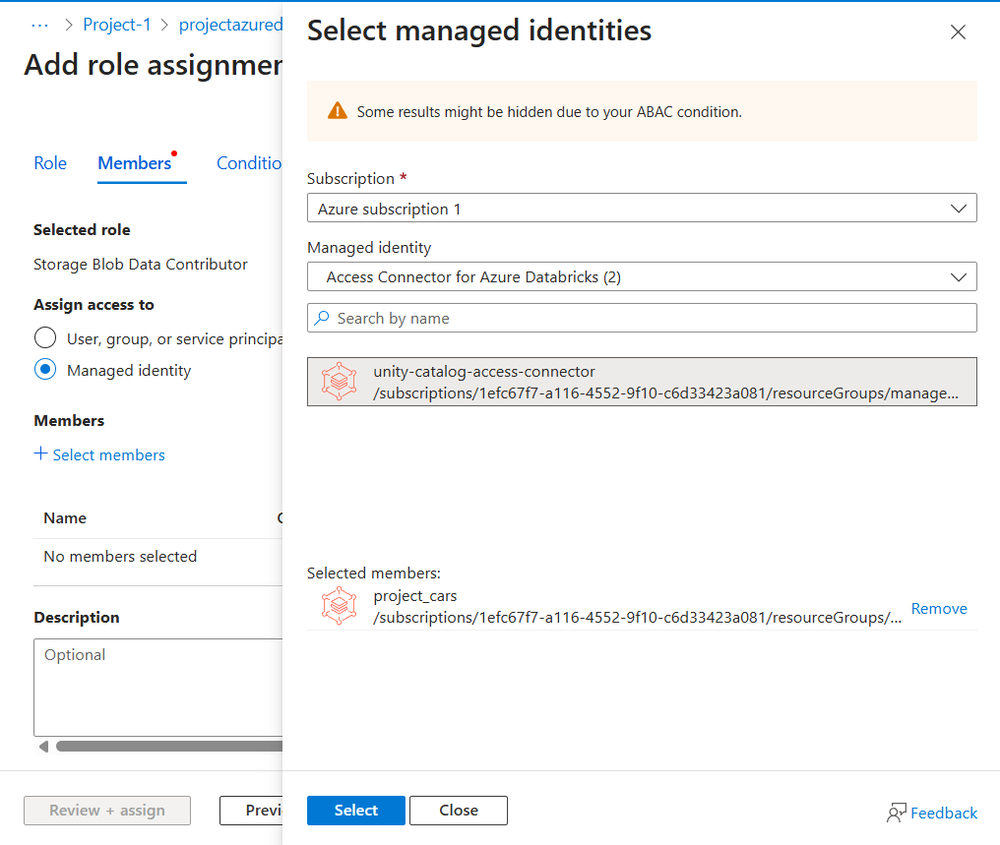 ··· > Project-1 > projectazured
Add role assignmen
Role Members Conditio
Selected role
Storage Blob Data Contributor
Assign access to
User, group, or service principa
Managed identity
Members
+ Select members
Name
No members selected
Description
Optional
Review + assign Previ
Select managed identities
Some results might be hidden due to your ABAC condition.
Subscription *
Azure subscription 1
Managed identity
Access Connector for Azure Databricks (2)
Search by name
unity-catalog-access-connector
/subscriptions/1efc67f7-a116-4552-9f10-c6d33423a081/resourceGroups/manage...
Selected members:
project_cars
/subscriptions/1efc67f7-a116-4552-9f10-c6d33423a081/resourceGroups/...
Remove
Select Close
Feedback